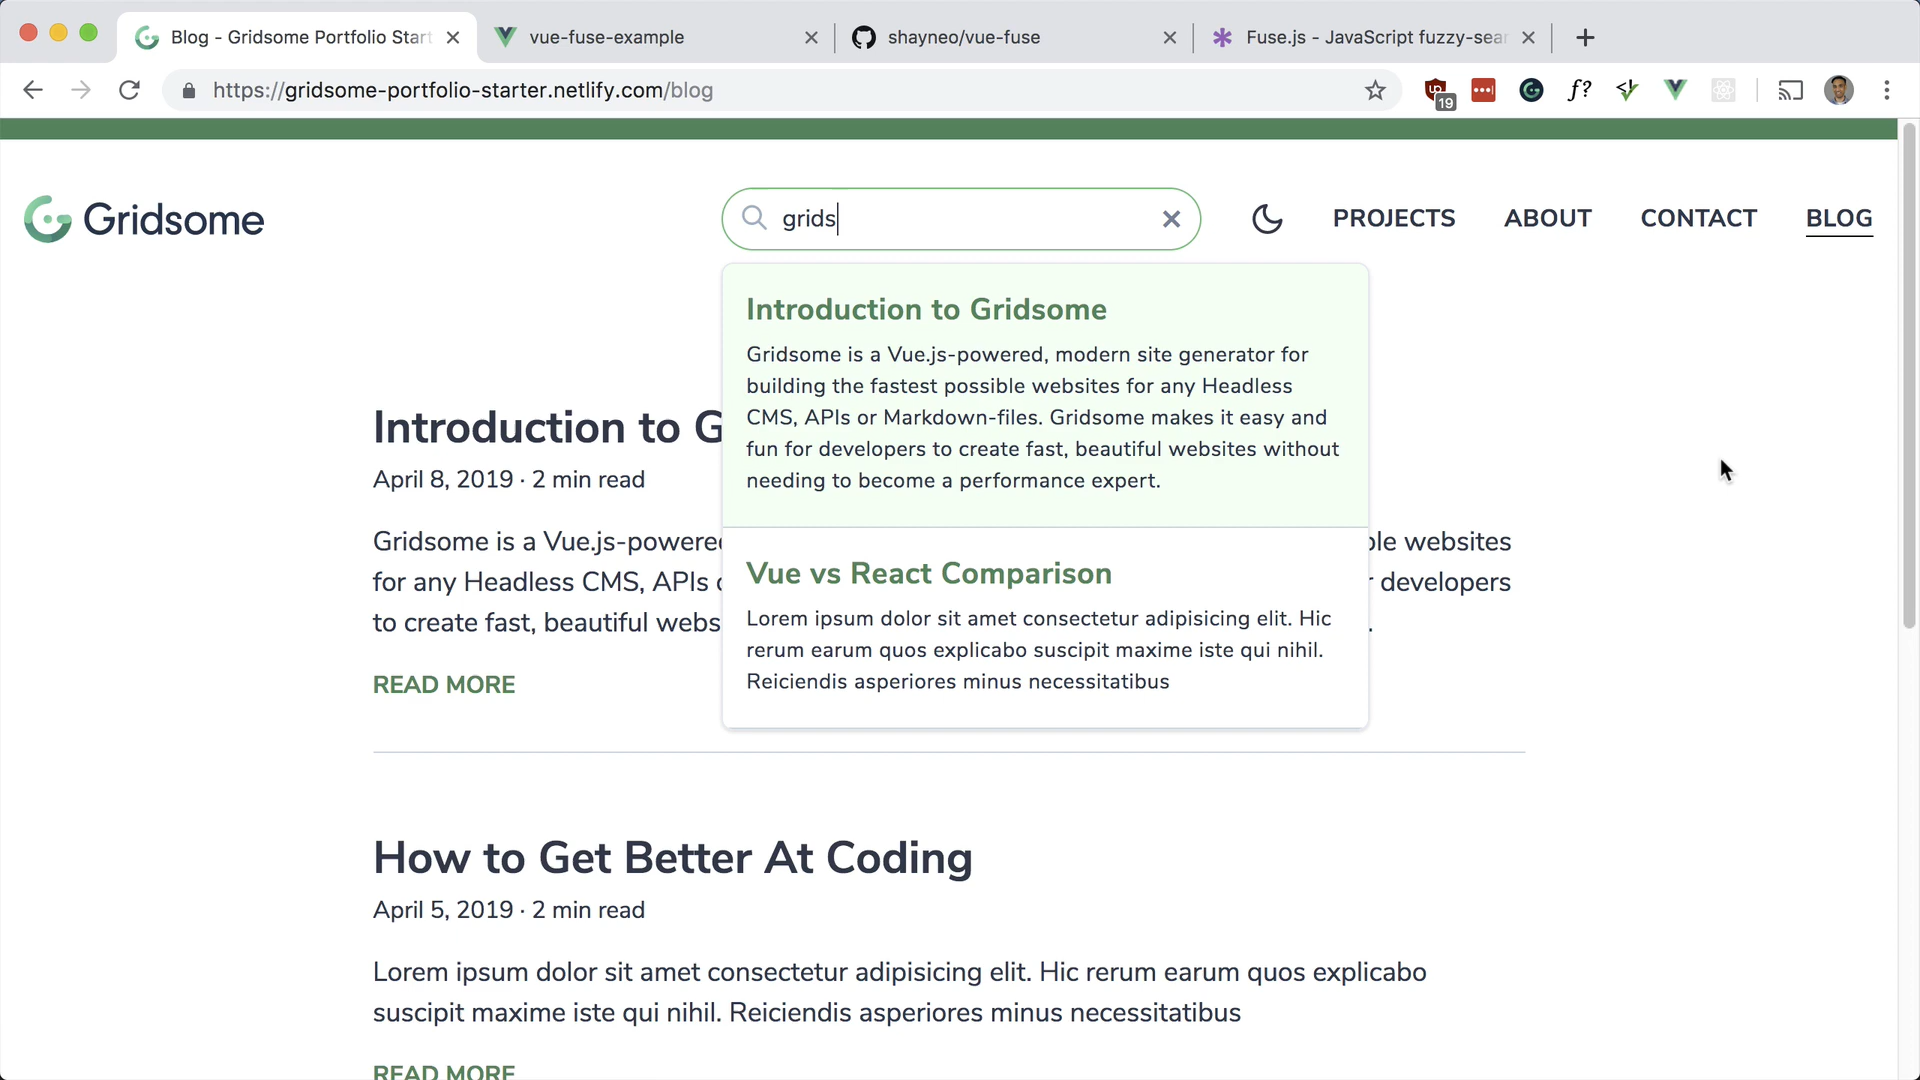 Blog - Gridsome Portfolio Start
vue-fuse-example
shayneo/vue-fuse
Fuse.js - JavaScript fuzzy-sear
https://gridsome-portfolio-starter.netlify.com/blog
19
f?
Gridsome
grids
PROJECTS
ABOUT
CONTACT
BLOG
Introduction to Gridsome
Gridsome is a Vue.js-powered, modern site generator for
building the fastest possible websites for any Headless
CMS, APIs or Markdown-files. Gridsome makes it easy and
fun for developers to create fast, beautiful websites without
needing to become a performance expert.
Vue vs React Comparison
Lorem ipsum dolor sit amet consectetur adipisicing elit. Hic
rerum earum quos explicabo suscipit maxime iste qui nihil.
Reiciendis asperiores minus necessitatibus
Introduction to G
April 8, 2019 · 2 min read
Gridsome is a Vue.js-powered ble websites
for any Headless CMS, APIs developers
to create fast, beautiful webs .
READ MORE
How to Get Better At Coding
April 5, 2019 · 2 min read
Lorem ipsum dolor sit amet consectetur adipisicing elit. Hic rerum earum quos explicabo
suscipit maxime iste qui nihil. Reiciendis asperiores minus necessitatibus
READ MORE